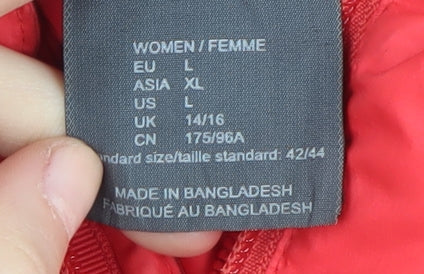 WOMEN / FEMME
EU L
ASIA XL
US L
UK 14/16
CN 175/96A
andard size/taille standard: 42/44
MADE IN BANGLADESH
FABRIQUÉ AU BANGLADESH